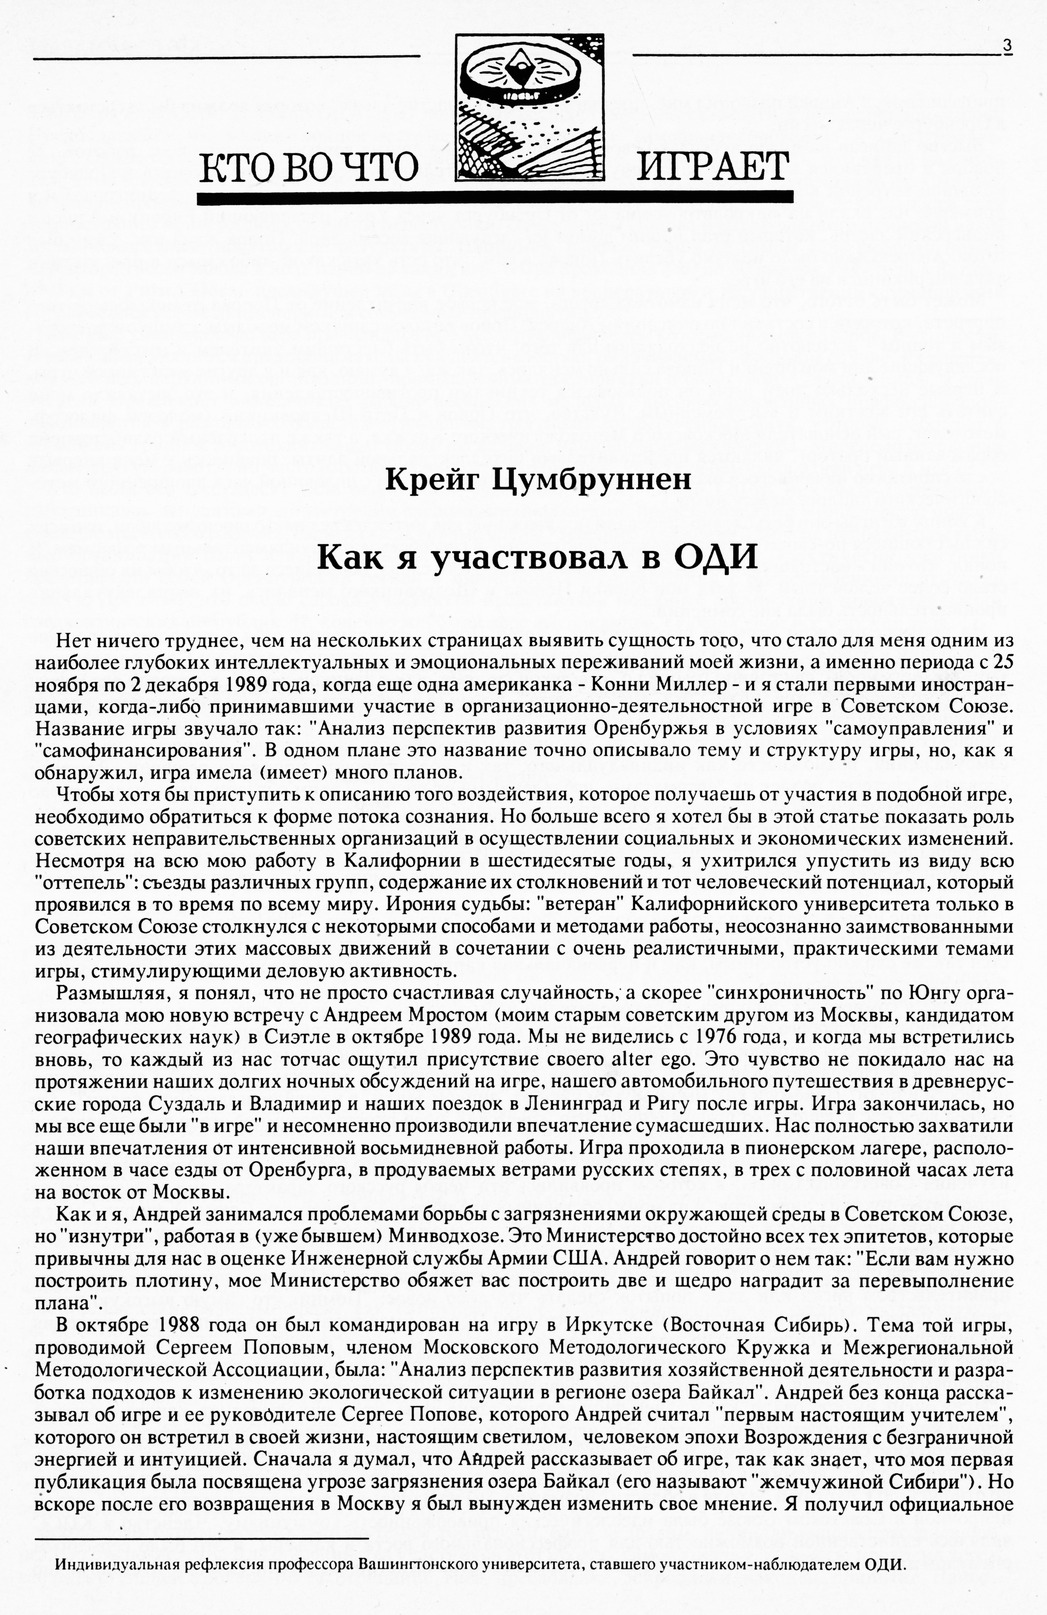 3
КТО ВО ЧТО ИГРАЕТ
Крейг Цумбруннен
Как я участвовал в ОДИ
Нет ничего труднее, чем на нескольких страницах выявить сущность того, что стало для меня одним из
наиболее глубоких интеллектуальных и эмоциональных переживаний моей жизни, а именно периода с 25
ноября по 2 декабря 1989 года, когда еще одна американка - Конни Миллер - и я стали первыми иностран-
цами, когда-либо принимавшими участие в организационно-деятельностной игре в Советском Союзе.
Название игры звучало так: "Анализ перспектив развития Оренбуржья в условиях "самоуправления" и
"самофинансирования". В одном плане это название точно описывало тему и структуру игры, но, как я
обнаружил, игра имела (имеет) много планов.
Чтобы хотя бы приступить к описанию того воздействия, которое получаешь от участия в подобной игре,
необходимо обратиться к форме потока сознания. Но больше всего я хотел бы в этой статье показать роль
советских неправительственных организаций в осуществлении социальных и экономических изменений.
Несмотря на всю мою работу в Калифорнии в шестидесятые годы, я ухитрился упустить из виду всю
"оттепель": съезды различных групп, содержание их столкновений и тот человеческий потенциал, который
проявился в то время по всему миру. Ирония судьбы: "ветеран" Калифорнийского университета только в
Советском Союзе столкнулся с некоторыми способами и методами работы, неосознанно заимствованными
из деятельности этих массовых движений в сочетании с очень реалистичными, практическими темами
игры, стимулирующими деловую активность.
Размышляя, я понял, что не просто счастливая случайность, а скорее "синхроничность" по Юнгу орга-
низовала мою новую встречу с Андреем Мростом (моим старым советским другом из Москвы, кандидатом
географических наук) в Сиэтле в октябре 1989 года. Мы не виделись с 1976 года, и когда мы встретились
вновь, то каждый из нас тотчас ощутил присутствие своего alter ego. Это чувство не покидало нас на
протяжении наших долгих ночных обсуждений на игре, нашего автомобильного путешествия в древнерус-
ские города Суздаль и Владимир и наших поездок в Ленинград и Ригу после игры. Игра закончилась, но
мы все еще были "в игре" и несомненно производили впечатление сумасшедших. Нас полностью захватили
наши впечатления от интенсивной восьмидневной работы. Игра проходила в пионерском лагере, располо-
женном в часе езды от Оренбурга, в продуваемых ветрами русских степях, в трех с половиной часах лета
на восток от Москвы.
Как и я, Андрей занимался проблемами борьбы с загрязнениями окружающей среды в Советском Союзе,
но "изнутри", работая в (уже бывшем) Минводхозе. Это Министерство достойно всех тех эпитетов, которые
привычны для нас в оценке Инженерной службы Армии США. Андрей говорит о нем так: "Если вам нужно
построить плотину, мое Министерство обяжет вас построить две и щедро наградит за перевыполнение
плана".
В октябре 1988 года он был командирован на игру в Иркутске (Восточная Сибирь). Тема той игры,
проводимой Сергеем Поповым, членом Московского Методологического Кружка и Межрегиональной
Методологической Ассоциации, была: "Анализ перспектив развития хозяйственной деятельности и разра-
ботка подходов к изменению экологической ситуации в регионе озера Байкал". Андрей без конца расска-
зывал об игре и ее руководителе Сергее Попове, которого Андрей считал "первым настоящим учителем",
которого он встретил в своей жизни, настоящим светилом, человеком эпохи Возрождения с безграничной
энергией и интуицией. Сначала я думал, что Андрей рассказывает об игре, так как знает, что моя первая
публикация была посвящена угрозе загрязнения озера Байкал (его называют "жемчужиной Сибири"). Но
вскоре после его возвращения в Москву я был вынужден изменить свое мнение. Я получил официальное
Индивидуальная рефлексия профессора Вашингтонского университета, ставшего участником-наблюдателем ОДИ.